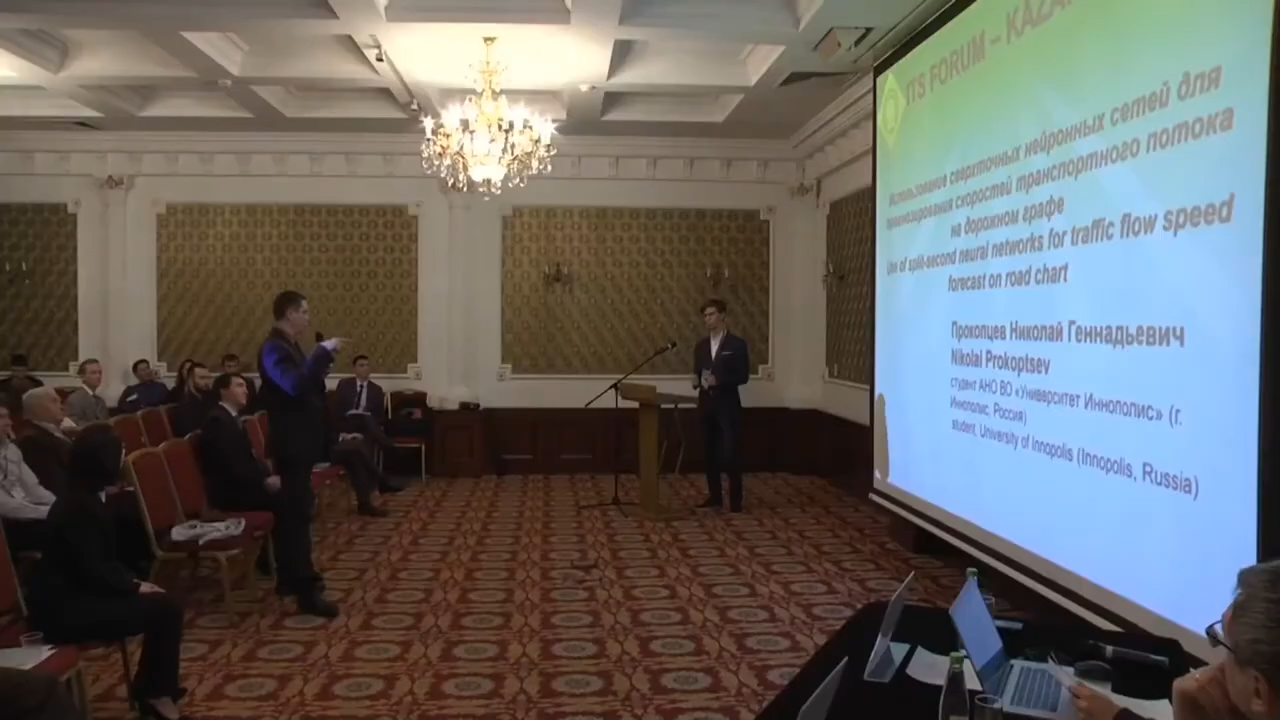 ITS FORUM – KAZAN
Использование сверхточных нейронных сетей для
прогнозирования скоростей транспортного потока
на дорожном графе
Use of split-second neural networks for traffic flow speed
forecast on road chart
Прокопцев Николай Геннадьевич
Nikolai Prokoptsev
студент АНО ВО «Университет Иннополис» (г.
Иннополис, Россия)
student, University of Innopolis (Innopolis, Russia)